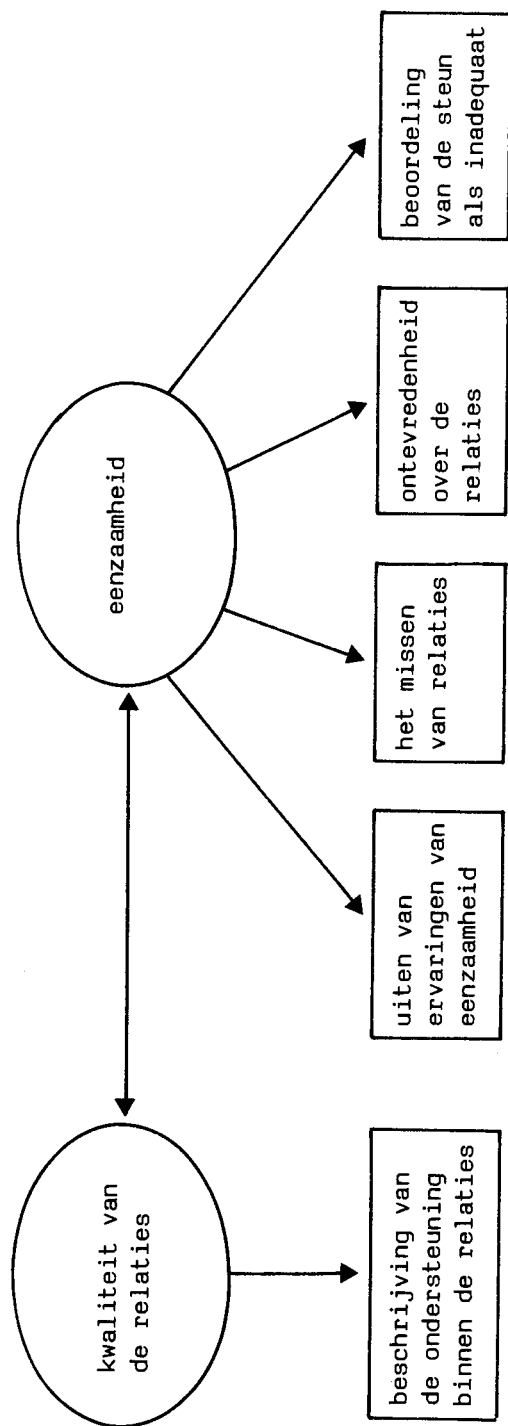 kwaliteit van
de relaties
eenzaamheid
beschrijving van
de ondersteuning
binnen de relaties
uiten van
ervaringen van
eenzaamheid
het missen
van relaties
ontevredenheid
over de
relaties
beoordeling
van de steun
als inadequaat